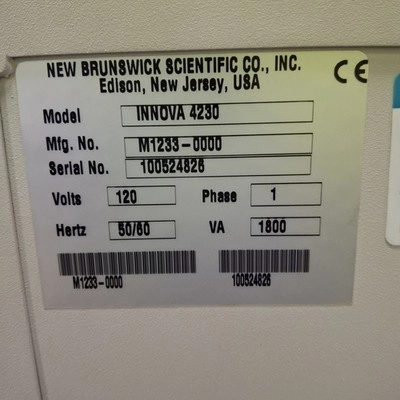 NEW BRUNSWICK SCIENTIFIC CO., INC.
Edison, New Jersey, USA
CE
Model INNOVA 4230
Mfg. No. M1233-0000
Serial No. 100524826
Volts 120 Phase 1
Hertz 50/60 VA 1800
M1233-0000 100524826